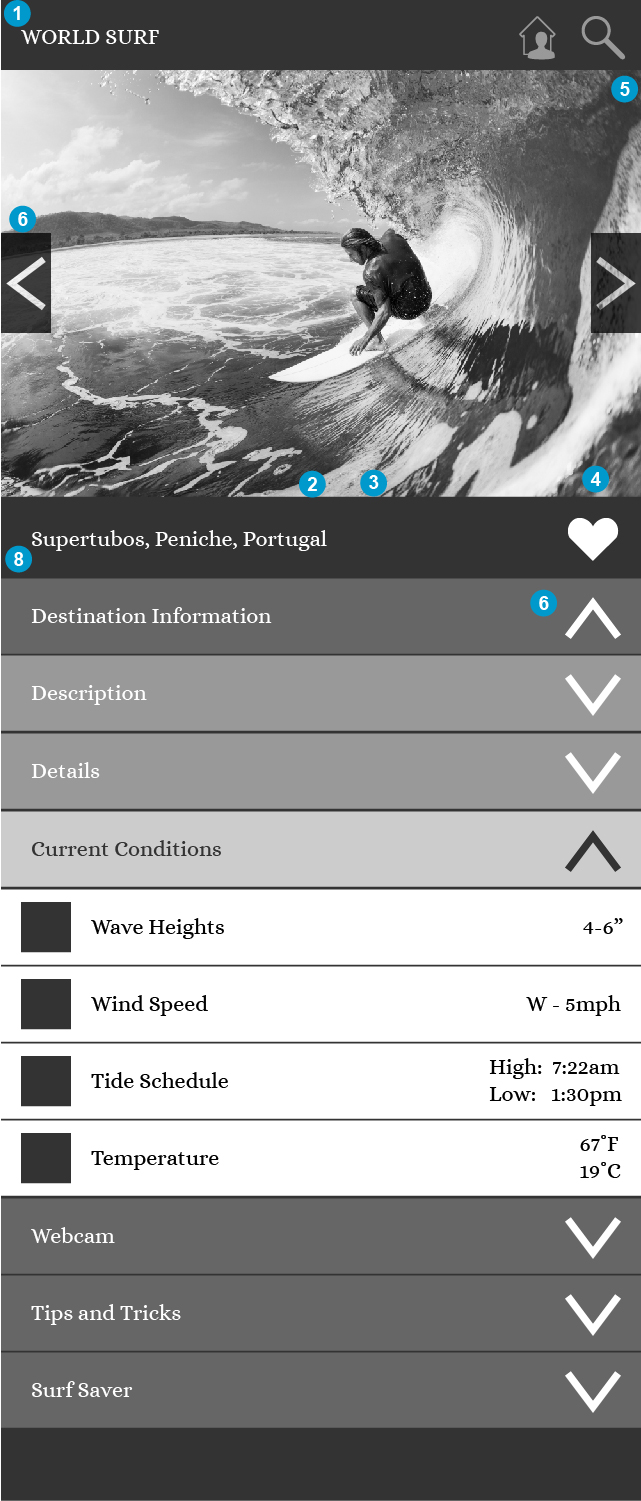 1
WORLD SURF
5
6
2 3 4
Supertubos, Peniche, Portugal
8
Destination Information
6
Description
Details
Current Conditions
Wave Heights 4-6”
Wind Speed W - 5mph
Tide Schedule High: 7:22am
Low: 1:30pm
Temperature 67°F
19°C
Webcam
Tips and Tricks
Surf Saver